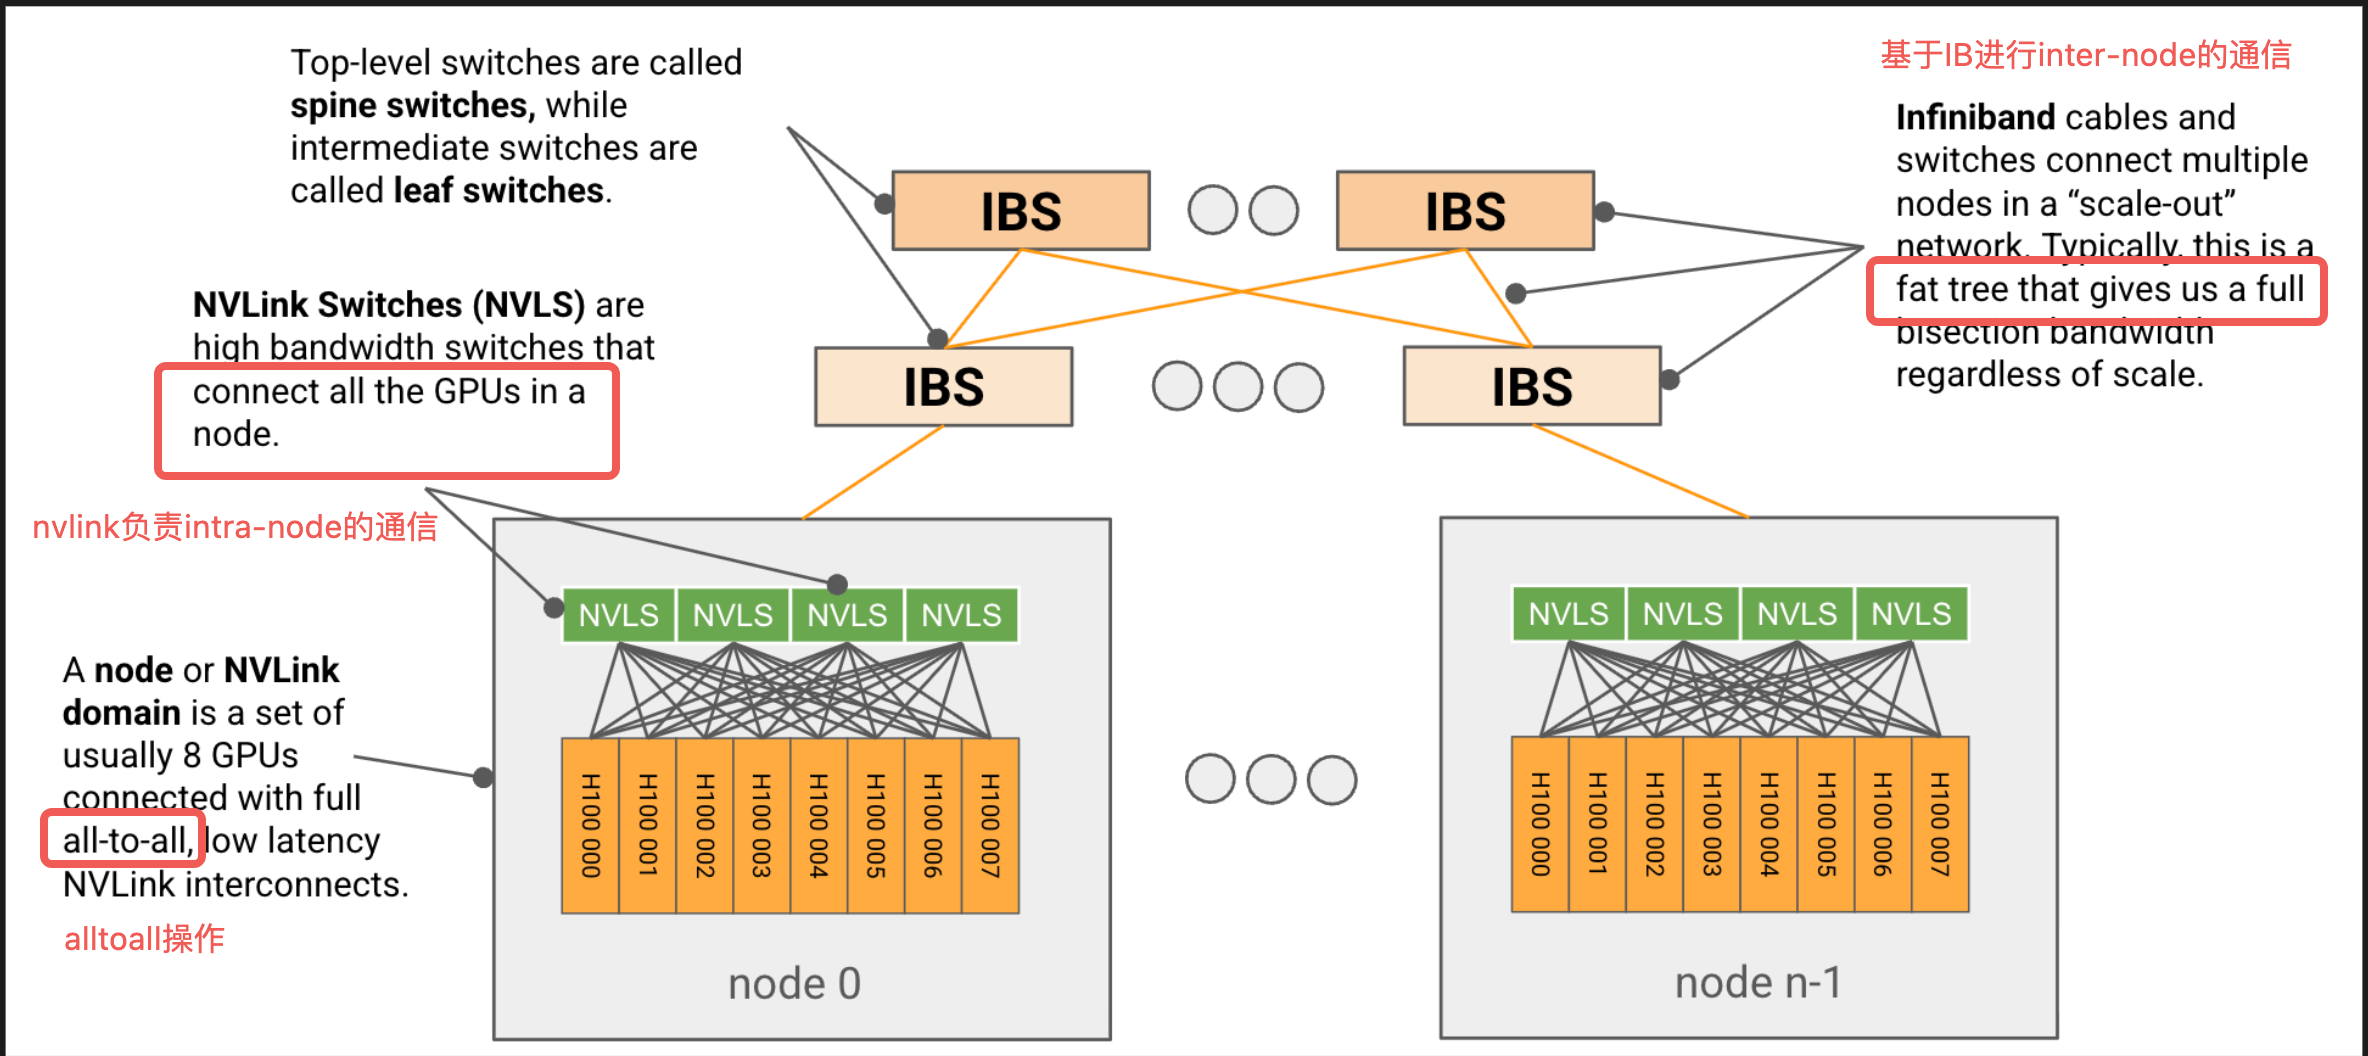 Top-level switches are called
spine switches, while
intermediate switches are
called leaf switches.
基于IB进行inter-node的通信
Infiniband cables and
switches connect multiple
nodes in a “scale-out”
network. Typically, this is a
fat tree that gives us a full
bisection bandwidth
regardless of scale.
IBS
IBS
NVLink Switches (NVLS) are
high bandwidth switches that
connect all the GPUs in a
node.
IBS
IBS
nvlink负责intra-node的通信
NVLS NVLS NVLS NVLS
NVLS NVLS NVLS NVLS
A node or NVLink
domain is a set of
usually 8 GPUs
connected with full
all-to-all, low latency
NVLink interconnects.
alltoall操作
H100 000
H100 001
H100 002
H100 003
H100 004
H100 005
H100 006
H100 007
H100 000
H100 001
H100 002
H100 003
H100 004
H100 005
H100 006
H100 007
node 0
node n-1